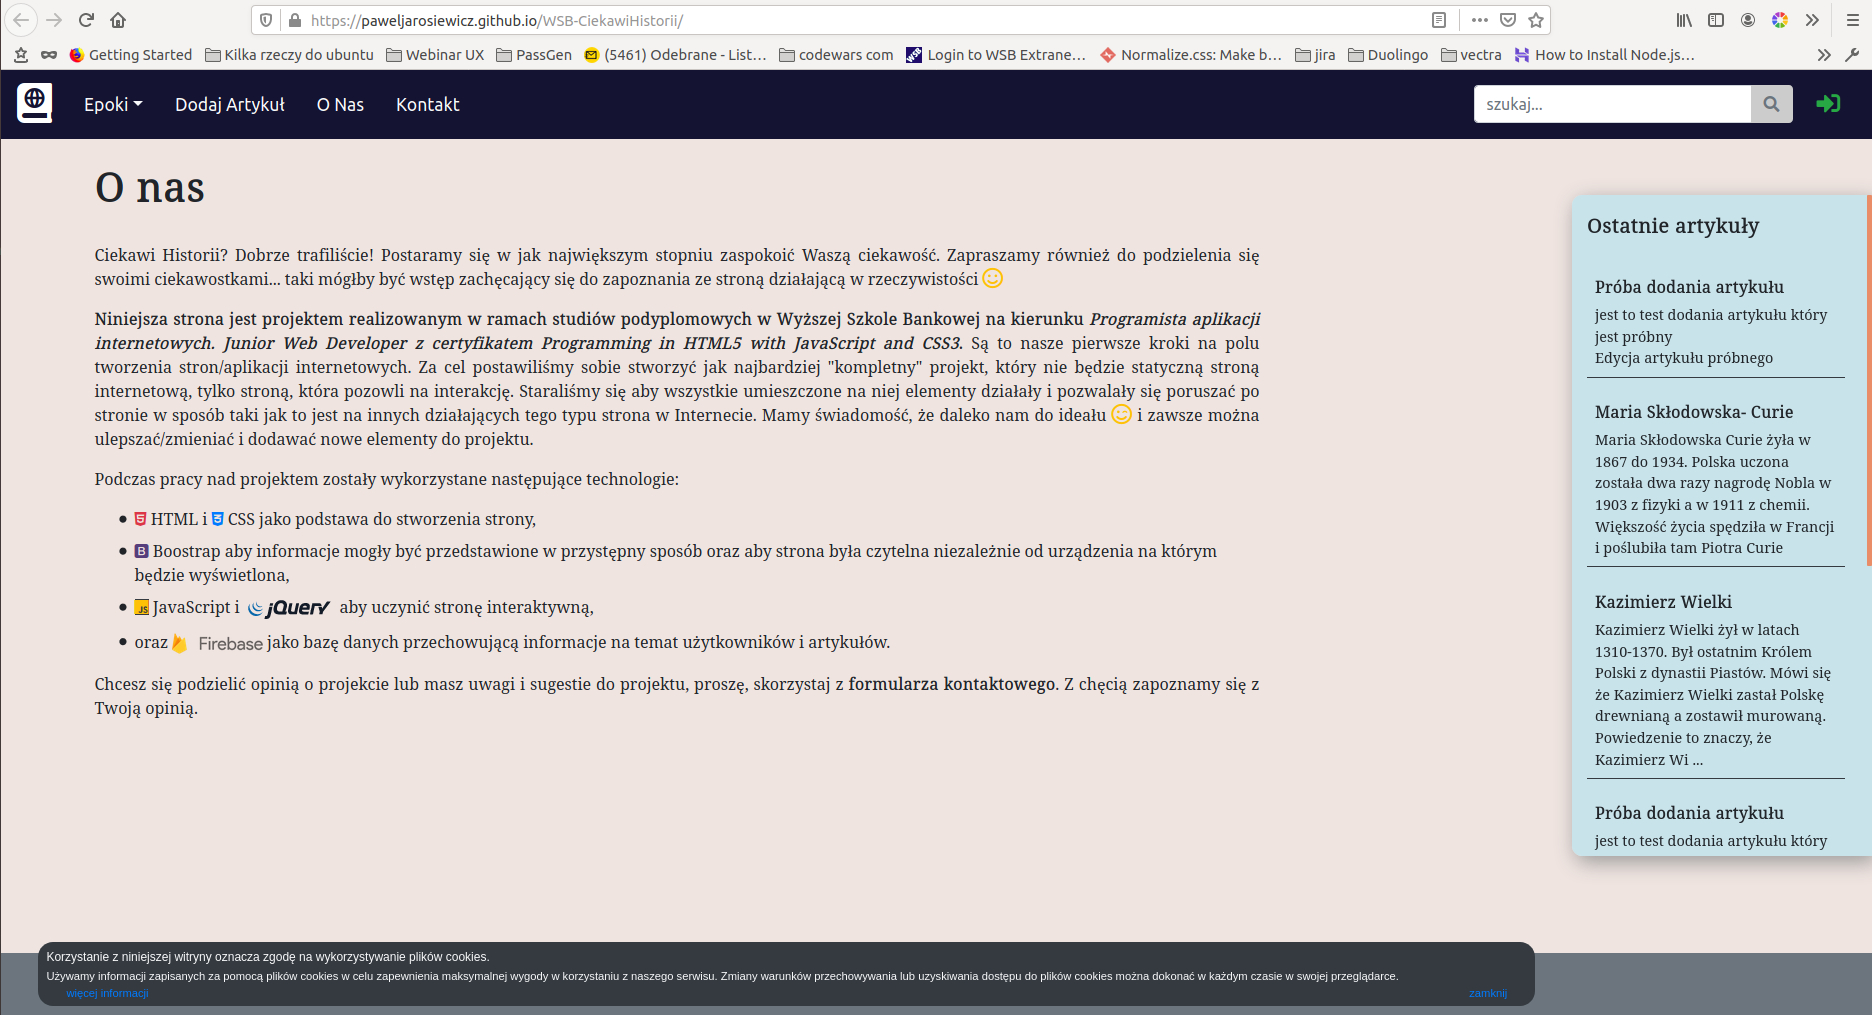 https://paweljarosiewicz.github.io/WSB-CiekawiHistorii/
Getting Started Kilka rzeczy do ubuntu Webinar UX PassGen (5461) Odebrane - List... codewars com Login to WSB Extrane... Normalize.css: Make b... jira Duolingo vectra How to Install Node.js...
Epoki Dodaj Artykuł O Nas Kontakt szukaj...
O nas
Ciekawi Historii? Dobrze trafiliście! Postaramy się w jak największym stopniu zaspokoić Waszą ciekawość. Zapraszamy również do podzielenia się
swoimi ciekawostkami... taki mógłby być wstęp zachęcający się do zapoznania ze stroną działającą w rzeczywistości
Niniejsza strona jest projektem realizowanym w ramach studiów podyplomowych w Wyższej Szkole Bankowej na kierunku Programista aplikacji
internetowych. Junior Web Developer z certyfikatem Programming in HTML5 with JavaScript and CSS3. Są to nasze pierwsze kroki na polu
tworzenia stron/aplikacji internetowych. Za cel postawiliśmy sobie stworzyć jak najbardziej "kompletny" projekt, który nie będzie statyczną stroną
internetową, tylko stroną, która pozowli na interakcję. Staraliśmy się aby wszystkie umieszczone na niej elementy działały i pozwalały się poruszać po
stronie w sposób taki jak to jest na innych działających tego typu strona w Internecie. Mamy świadomość, że daleko nam do ideału i zawsze można
ulepszać/zmieniać i dodawać nowe elementy do projektu.
Podczas pracy nad projektem zostały wykorzystane następujące technologie:
HTML i CSS jako podstawa do stworzenia strony,
B Boostrap aby informacje mogły być przedstawione w przystępny sposób oraz aby strona była czytelna niezależnie od urządzenia na którym
będzie wyświetlona,
JS JavaScript i jQuery aby uczynić stronę interaktywną,
oraz Firebase jako bazę danych przechowującą informacje na temat użytkowników i artykułów.
Chcesz się podzielić opinią o projekcie lub masz uwagi i sugestie do projektu, proszę, skorzystaj z formularza kontaktowego. Z chęcią zapoznamy się z
Twoją opinią.
Ostatnie artykuły
Próba dodania artykułu
jest to test dodania artykułu który
jest próbny
Edycja artykułu próbnego
Maria Skłodowska- Curie
Maria Skłodowska Curie żyła w
1867 do 1934. Polska uczona
została dwa razy nagrodę Nobla w
1903 z fizyki a w 1911 z chemii.
Większość życia spędziła w Francji
i poślubiła tam Piotra Curie
Kazimierz Wielki
Kazimierz Wielki żył w latach
1310-1370. Był ostatnim Królem
Polski z dynastii Piastów. Mówi się
że Kazimierz Wielki zastał Polskę
drewnianą a zostawił murowaną.
Powiedzenie to znaczy, że
Kazimierz Wi ...
Próba dodania artykułu
jest to test dodania artykułu który
Korzystanie z niniejszej witryny oznacza zgodę na wykorzystywanie plików cookies.
Używamy informacji zapisanych za pomocą plików cookies w celu zapewnienia maksymalnej wygody w korzystaniu z naszego serwisu. Zmiany warunków przechowywania lub uzyskiwania dostępu do plików cookies można dokonać w każdym czasie w swojej przeglądarce.
więcej informacji zamknij